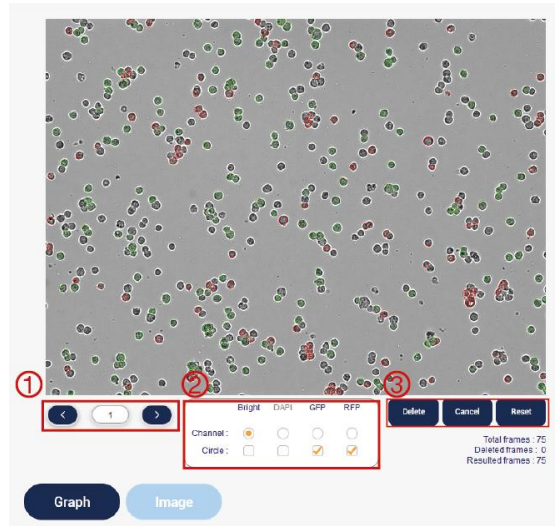 ① ② ③
< 1 >
Bright DAPI GFP RFP
Channel :
Circle :
Delete Cancel Reset
Total frames : 75
Deleted frames : 0
Resulted frames : 75
Graph Image